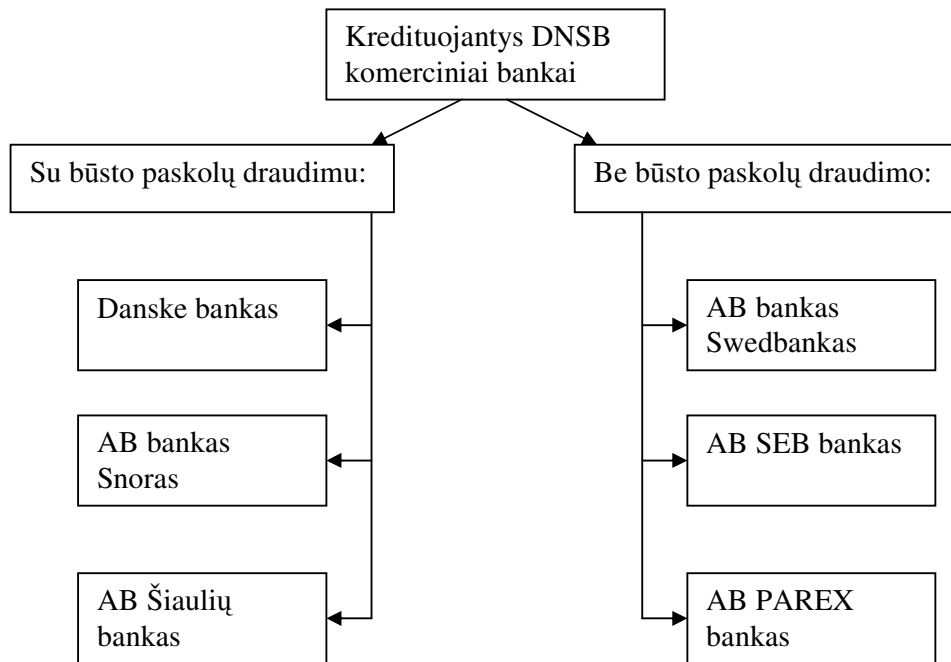 Kredituojantys DNSB
komerciniai bankai
Su būsto paskolų draudimu:
Be būsto paskolų draudimo:
Danske bankas
AB bankas
Snoras
AB Šiaulių
bankas
AB bankas
Swedbankas
AB SEB bankas
AB PAREX
bankas